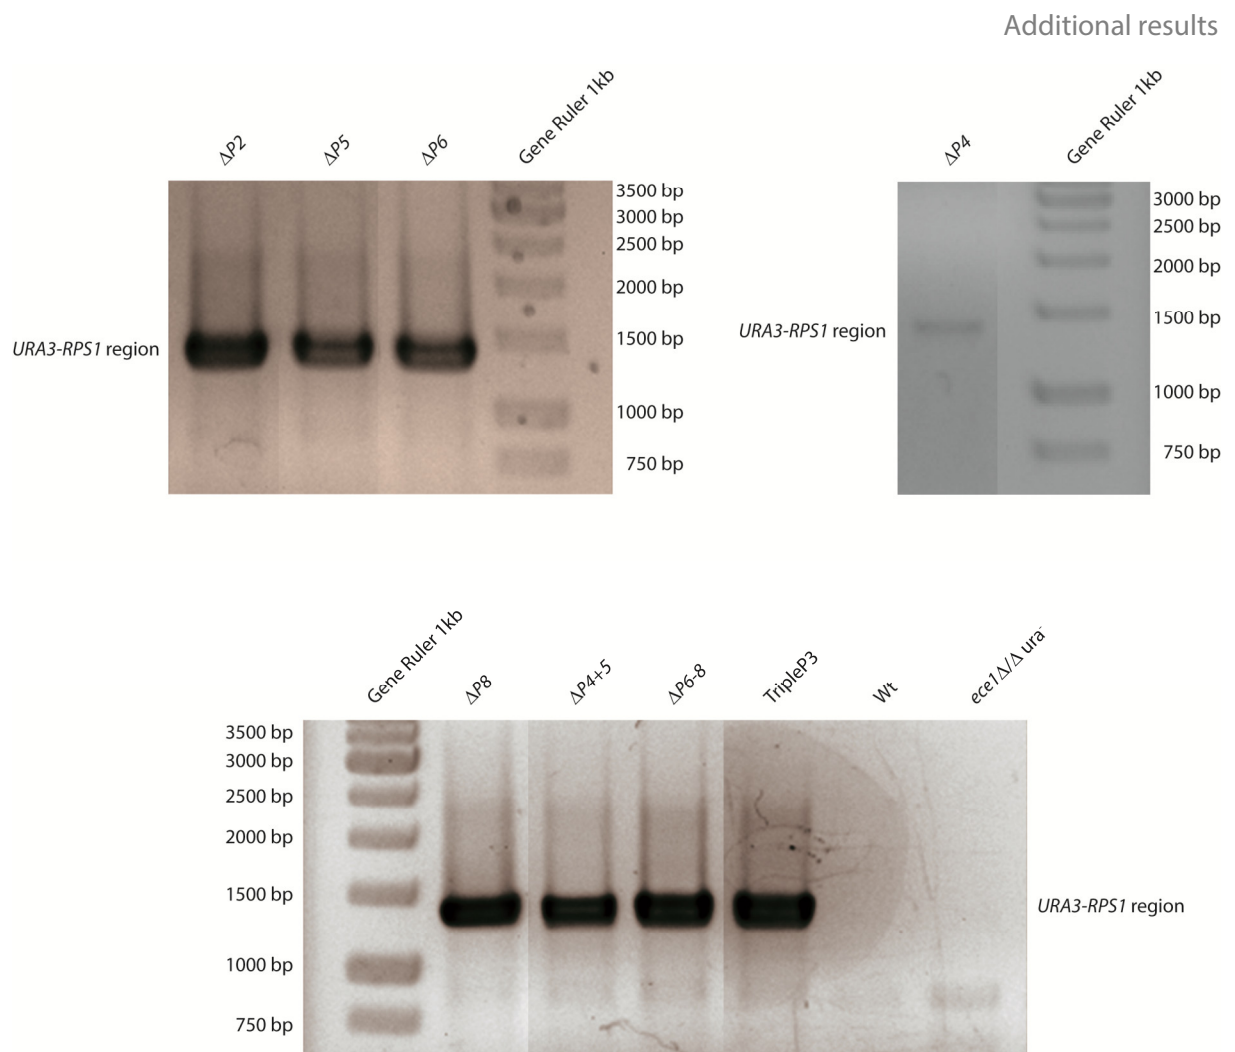 Additional results
ΔP2
ΔP5
ΔP6
Gene Ruler 1kb
ΔP4
Gene Ruler 1kb
3500 bp
3000 bp
2500 bp
2000 bp
1500 bp
1000 bp
750 bp
URA3-RPS1 region
3000 bp
2500 bp
2000 bp
1500 bp
1000 bp
750 bp
URA3-RPS1 region
Gene Ruler 1kb
ΔP8
ΔP4+5
ΔP6-8
TripleP3
Wt
ece1Δ/Δ ura⁻
3500 bp
3000 bp
2500 bp
2000 bp
1500 bp
1000 bp
750 bp
URA3-RPS1 region